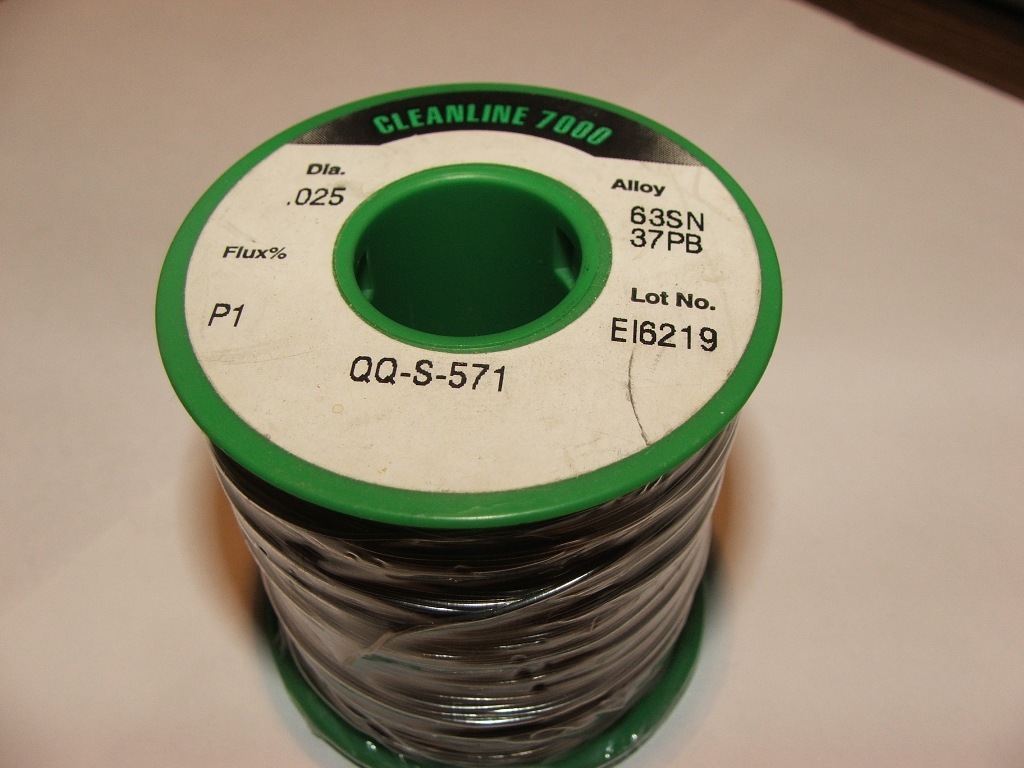 CLEANLINE 7000
Dia.
.025
Flux%
P1
Alloy
63SN
37PB
Lot No.
EI6219
QQ-S-571